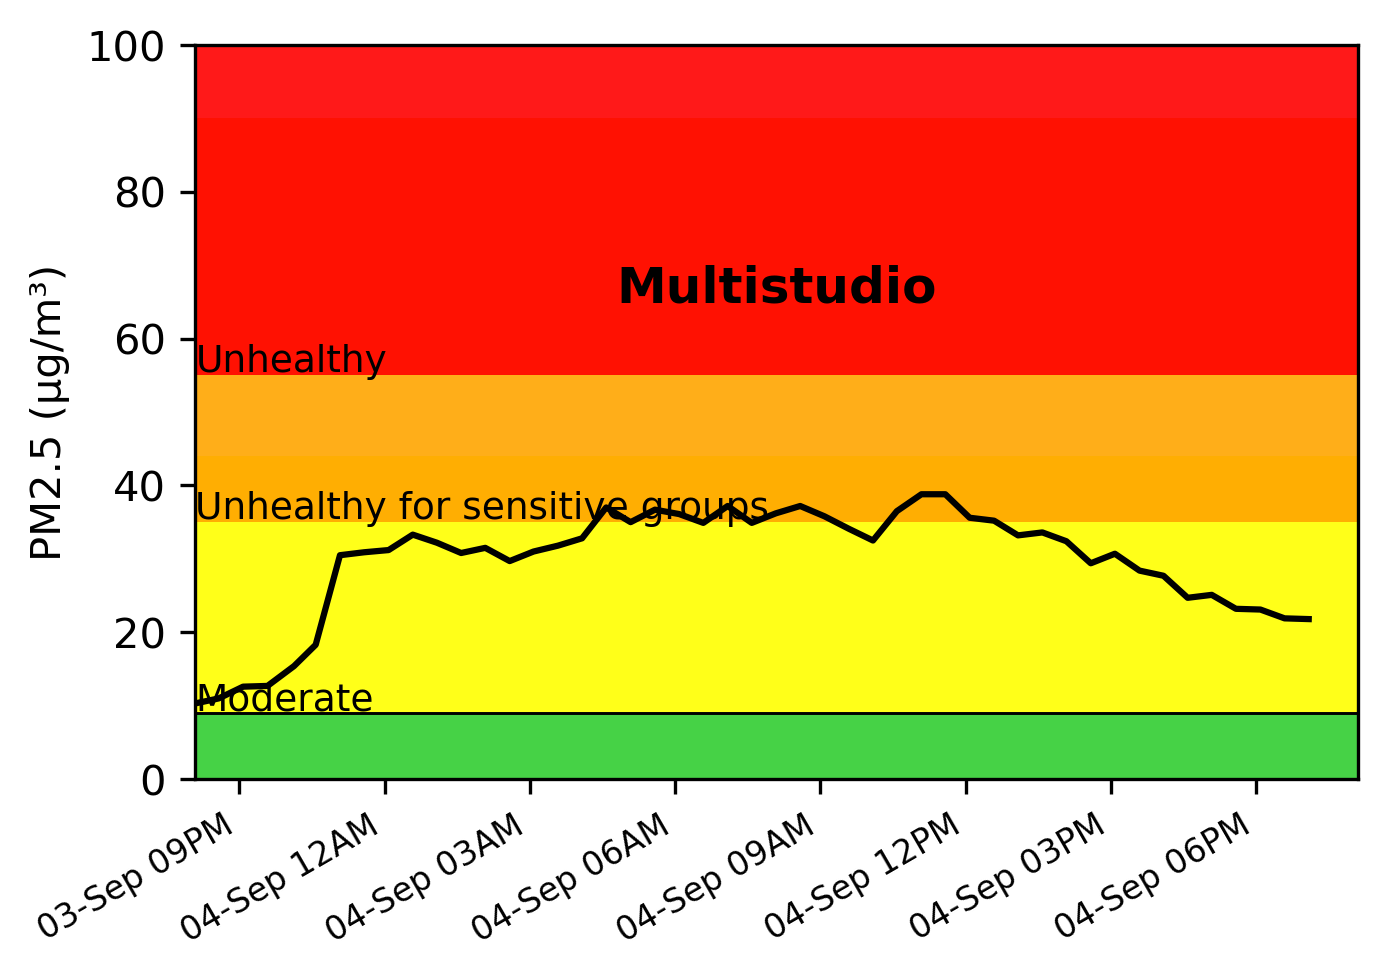 100
80
60
40
20
0
PM2.5 (µg/m³)
Multistudio
Unhealthy
Unhealthy for sensitive groups
Moderate
03-Sep 09PM
04-Sep 12AM
04-Sep 03AM
04-Sep 06AM
04-Sep 09AM
04-Sep 12PM
04-Sep 03PM
04-Sep 06PM